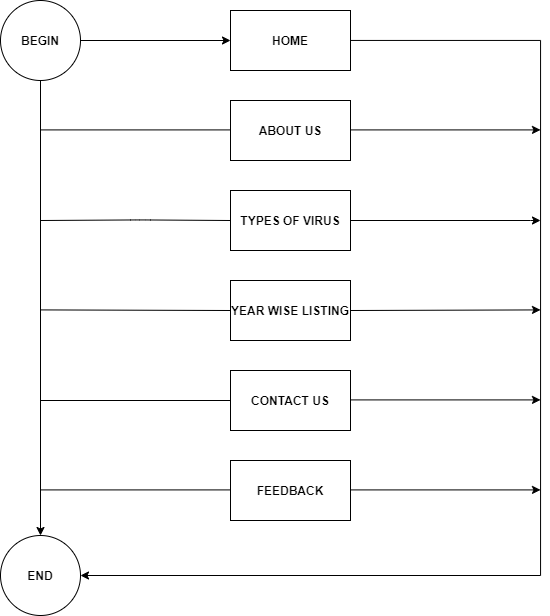 BEGIN
HOME
ABOUT US
TYPES OF VIRUS
YEAR WISE LISTING
CONTACT US
FEEDBACK
END